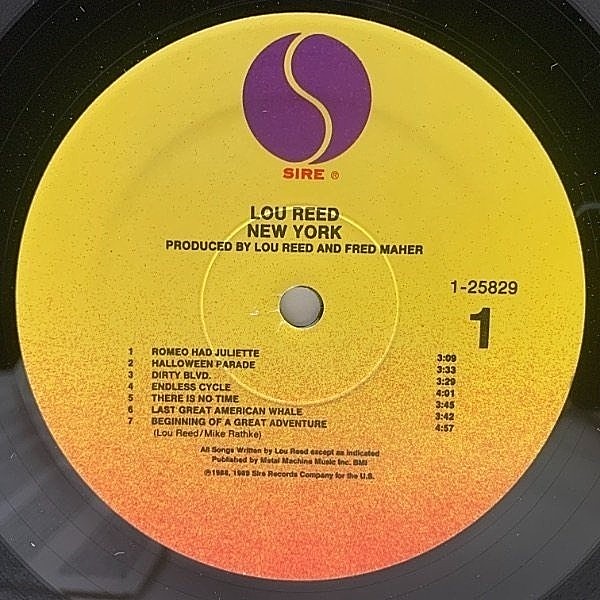 SIRE ®
LOU REED
NEW YORK
PRODUCED BY LOU REED AND FRED MAHER
1-25829
1
1 ROMEO HAD JULIETTE 3:09
2 HALLOWEEN PARADE 3:33
3 DIRTY BLVD. 3:29
4 ENDLESS CYCLE 4:01
5 THERE IS NO TIME 3:45
6 LAST GREAT AMERICAN WHALE 3:42
7 BEGINNING OF A GREAT ADVENTURE 4:57
(Lou Reed/Mike Rathke)
All Songs Written by Lou Reed except as indicated
Published by Metal Machine Music Inc. BMI
℗1988, 1989 Sire Records Company for the U.S.